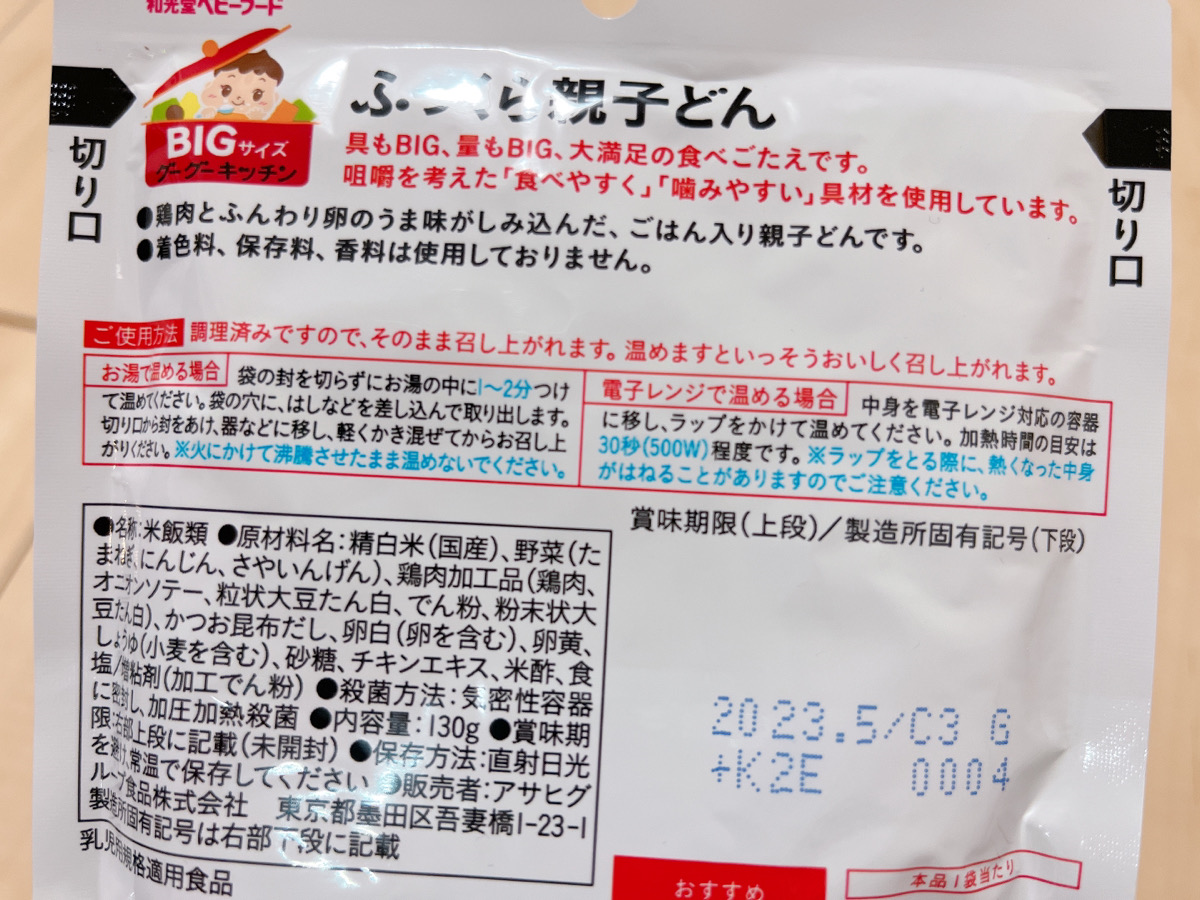 和光堂ベビーフード
BIGサイズ
グーグーキッチン
ふっくら親子どん
具もBIG、量もBIG、大満足の食べごたえです。
咀嚼を考えた「食べやすく」「噛みやすい」具材を使用しています。
●鶏肉とふんわり卵のうま味がしみ込んだ、ごはん入り親子どんです。
●着色料、保存料、香料は使用しておりません。
切り口
切り口
ご使用方法 調理済みですので、そのまま召し上がれます。温めますといっそうおいしく召し上がれます。
お湯で温める場合 袋の封を切らずにお湯の中に1〜2分つけ
て温めてください。袋の穴に、はしなどを差し込んで取り出します。
切り口から封をあけ、器などに移し、軽くかき混ぜてからお召し上
がりください。※火にかけて沸騰させたまま温めないでください。
電子レンジで温める場合 中身を電子レンジ対応の容器
に移し、ラップをかけて温めてください。加熱時間の目安は
30秒(500W)程度です。※ラップをとる際に、熱くなった中身
がはねることがありますのでご注意ください。
●名称:米飯類 ●原材料名:精白米(国産)、野菜(た
まねぎ、にんじん、さやいんげん)、鶏肉加工品(鶏肉、
オニオンソテー、粒状大豆たん白、でん粉、粉末状大
豆たん白)、かつお昆布だし、卵白(卵を含む)、卵黄、
しょうゆ(小麦を含む)、砂糖、チキンエキス、米酢、食
塩/増粘剤(加工でん粉) ●殺菌方法:気密性容器
に密封し、加圧加熱殺菌 ●内容量:130g ●賞味期
限:右部上段に記載(未開封) ●保存方法:直射日光
を避け、常温で保存してください ●販売者:アサヒグ
ループ食品株式会社 東京都墨田区吾妻橋1-23-1
製造所固有記号は右部下段に記載
乳児用規格適用食品
賞味期限(上段)/製造所固有記号(下段)
2023.5/C3 G
+K2E 0004
おすすめ
本品1袋当たり